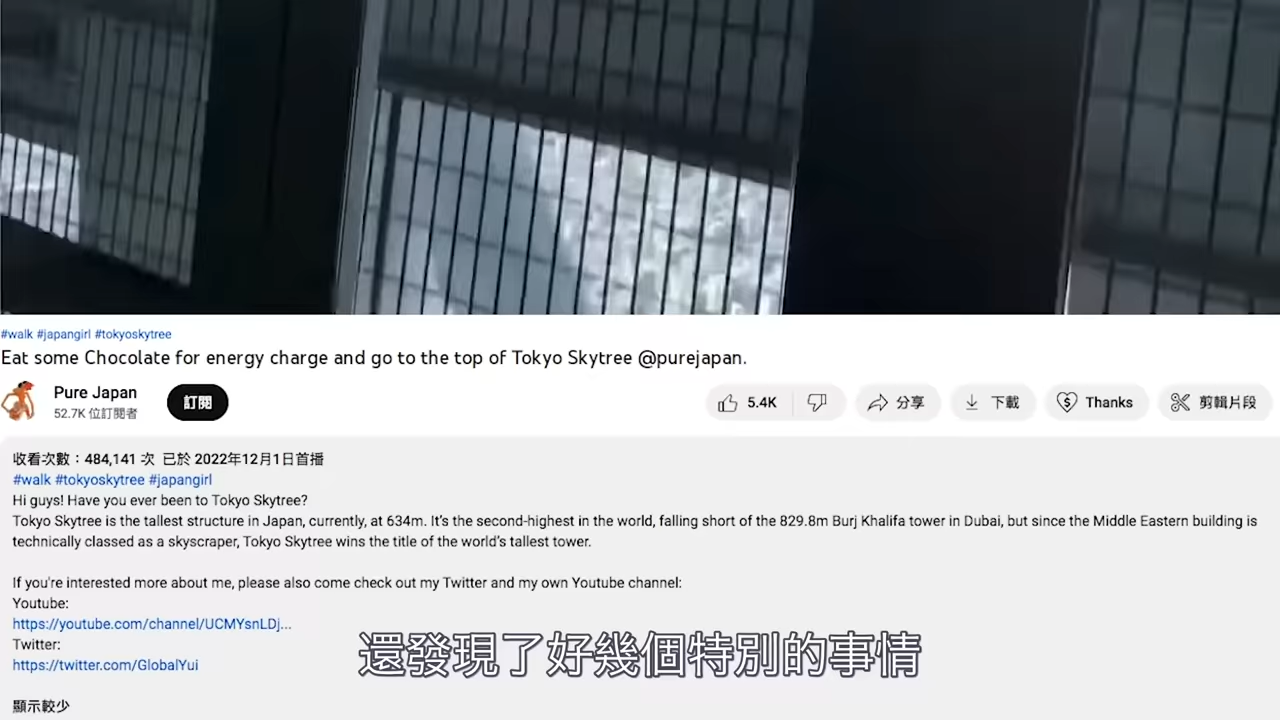 #walk #japangirl #tokyoskytree
Eat some Chocolate for energy charge and go to the top of Tokyo Skytree @purejapan.
Pure Japan
52.7K 位訂閱者
訂閱
5.4K
分享
下載
Thanks
剪輯片段
收看次數：484,141 次 已於 2022年12月1日首播
#walk #tokyoskytree #japangirl
Hi guys! Have you ever been to Tokyo Skytree?
Tokyo Skytree is the tallest structure in Japan, currently, at 634m. It's the second-highest in the world, falling short of the 829.8m Burj Khalifa tower in Dubai, but since the Middle Eastern building is
technically classed as a skyscraper, Tokyo Skytree wins the title of the world's tallest tower.
If you're interested more about me, please also come check out my Twitter and my own Youtube channel:
Youtube:
https://youtube.com/channel/UCMYsnLDj...
Twitter:
https://twitter.com/GlobalYui
還發現了好幾個特別的事情
顯示較少